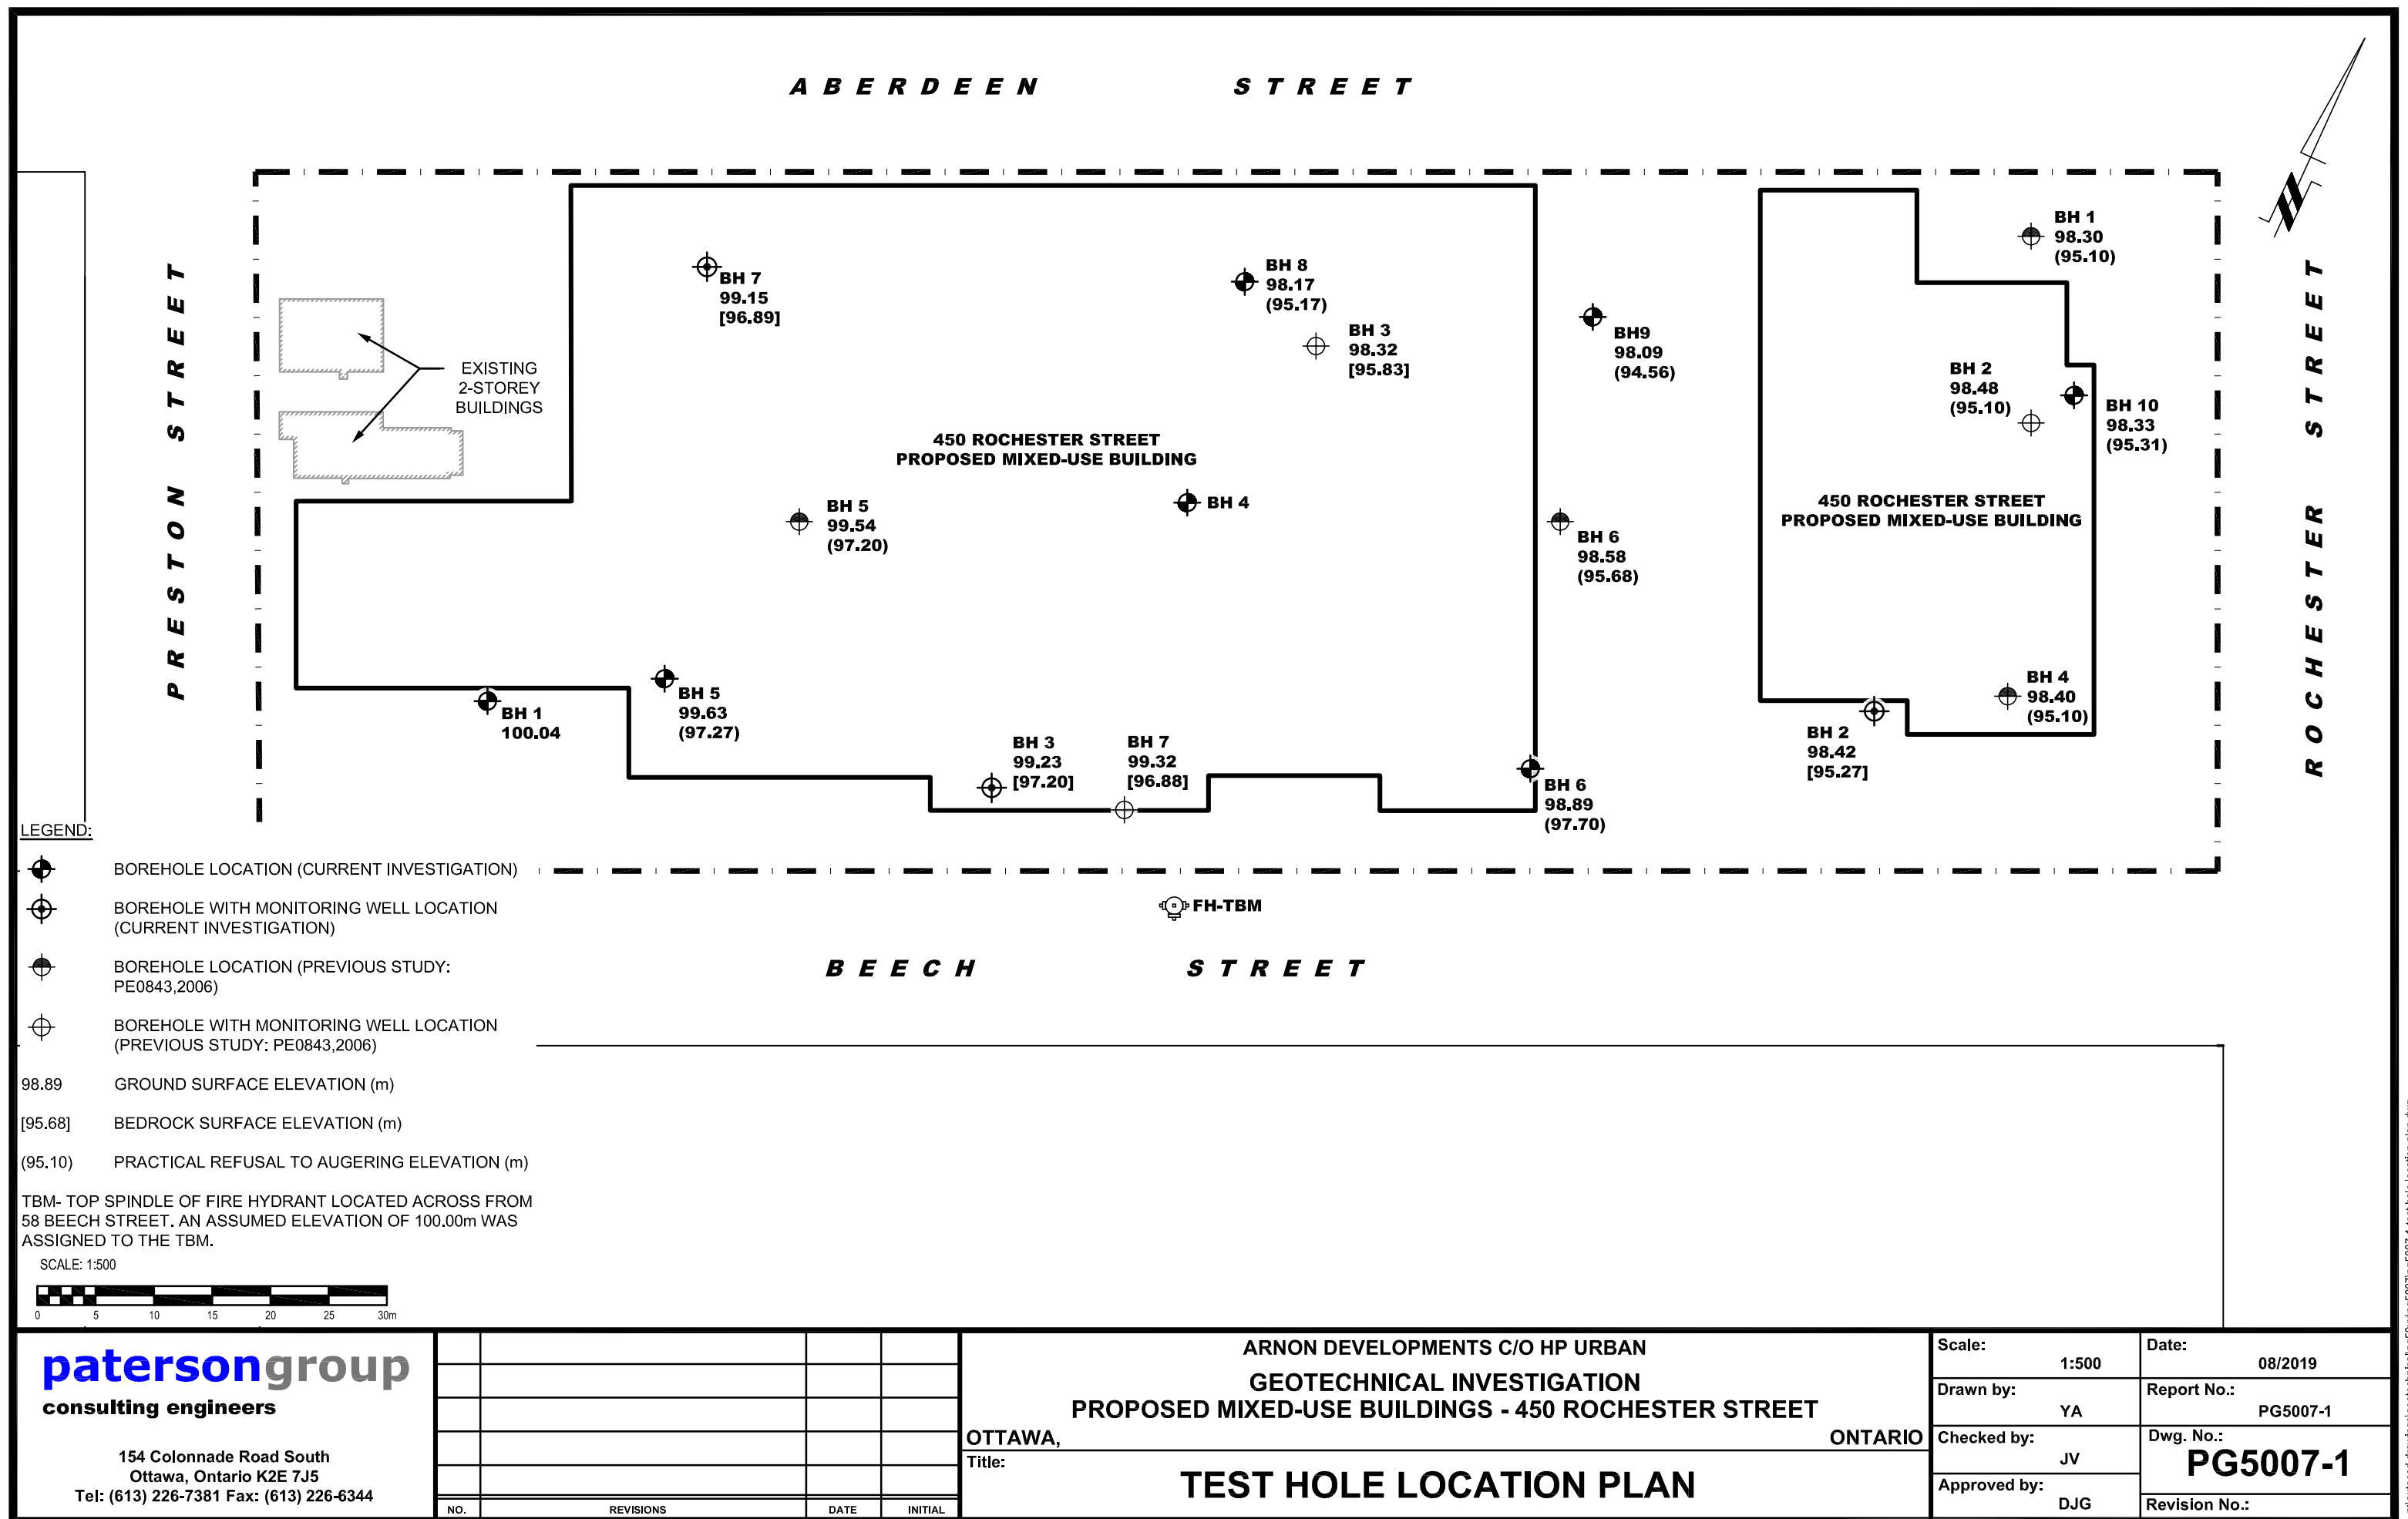 ABERDEEN STREET
PRESTON STREET
ROCHESTER STREET
BH 1
98.30
(95.10)
BH 7
99.15
[96.89]
BH 8
98.17
(95.17)
BH 3
98.32
[95.83]
BH9
98.09
(94.56)
EXISTING
2-STOREY
BUILDINGS
BH 2
98.48
(95.10)
BH 10
98.33
(95.31)
450 ROCHESTER STREET
PROPOSED MIXED-USE BUILDING
BH 5
99.54
(97.20)
BH 4
450 ROCHESTER STREET
PROPOSED MIXED-USE BUILDING
BH 6
98.58
(95.68)
BH 1
100.04
BH 5
99.63
(97.27)
BH 3
99.23
[97.20]
BH 7
99.32
[96.88]
BH 6
98.89
(97.70)
BH 2
98.42
[95.27]
BH 4
98.40
(95.10)
FH-TBM
BEECH STREET
LEGEND:
BOREHOLE LOCATION (CURRENT INVESTIGATION)
BOREHOLE WITH MONITORING WELL LOCATION
(CURRENT INVESTIGATION)
BOREHOLE LOCATION (PREVIOUS STUDY:
PE0843,2006)
BOREHOLE WITH MONITORING WELL LOCATION
(PREVIOUS STUDY: PE0843,2006)
98.89 GROUND SURFACE ELEVATION (m)
[95.68] BEDROCK SURFACE ELEVATION (m)
(95.10) PRACTICAL REFUSAL TO AUGERING ELEVATION (m)
TBM- TOP SPINDLE OF FIRE HYDRANT LOCATED ACROSS FROM
58 BEECH STREET. AN ASSUMED ELEVATION OF 100.00m WAS
ASSIGNED TO THE TBM.
SCALE: 1:500
0 5 10 15 20 25 30m
patersongroup
consulting engineers
154 Colonnade Road South
Ottawa, Ontario K2E 7J5
Tel: (613) 226-7381 Fax: (613) 226-6344
NO. REVISIONS DATE INITIAL
ARNON DEVELOPMENTS C/O HP URBAN
GEOTECHNICAL INVESTIGATION
PROPOSED MIXED-USE BUILDINGS - 450 ROCHESTER STREET
OTTAWA, ONTARIO
Title:
TEST HOLE LOCATION PLAN
Scale:
1:500
Date:
08/2019
Drawn by:
YA
Report No.:
PG5007-1
Checked by:
JV
Dwg. No.:
PG5007-1
Approved by:
DJG
Revision No.: